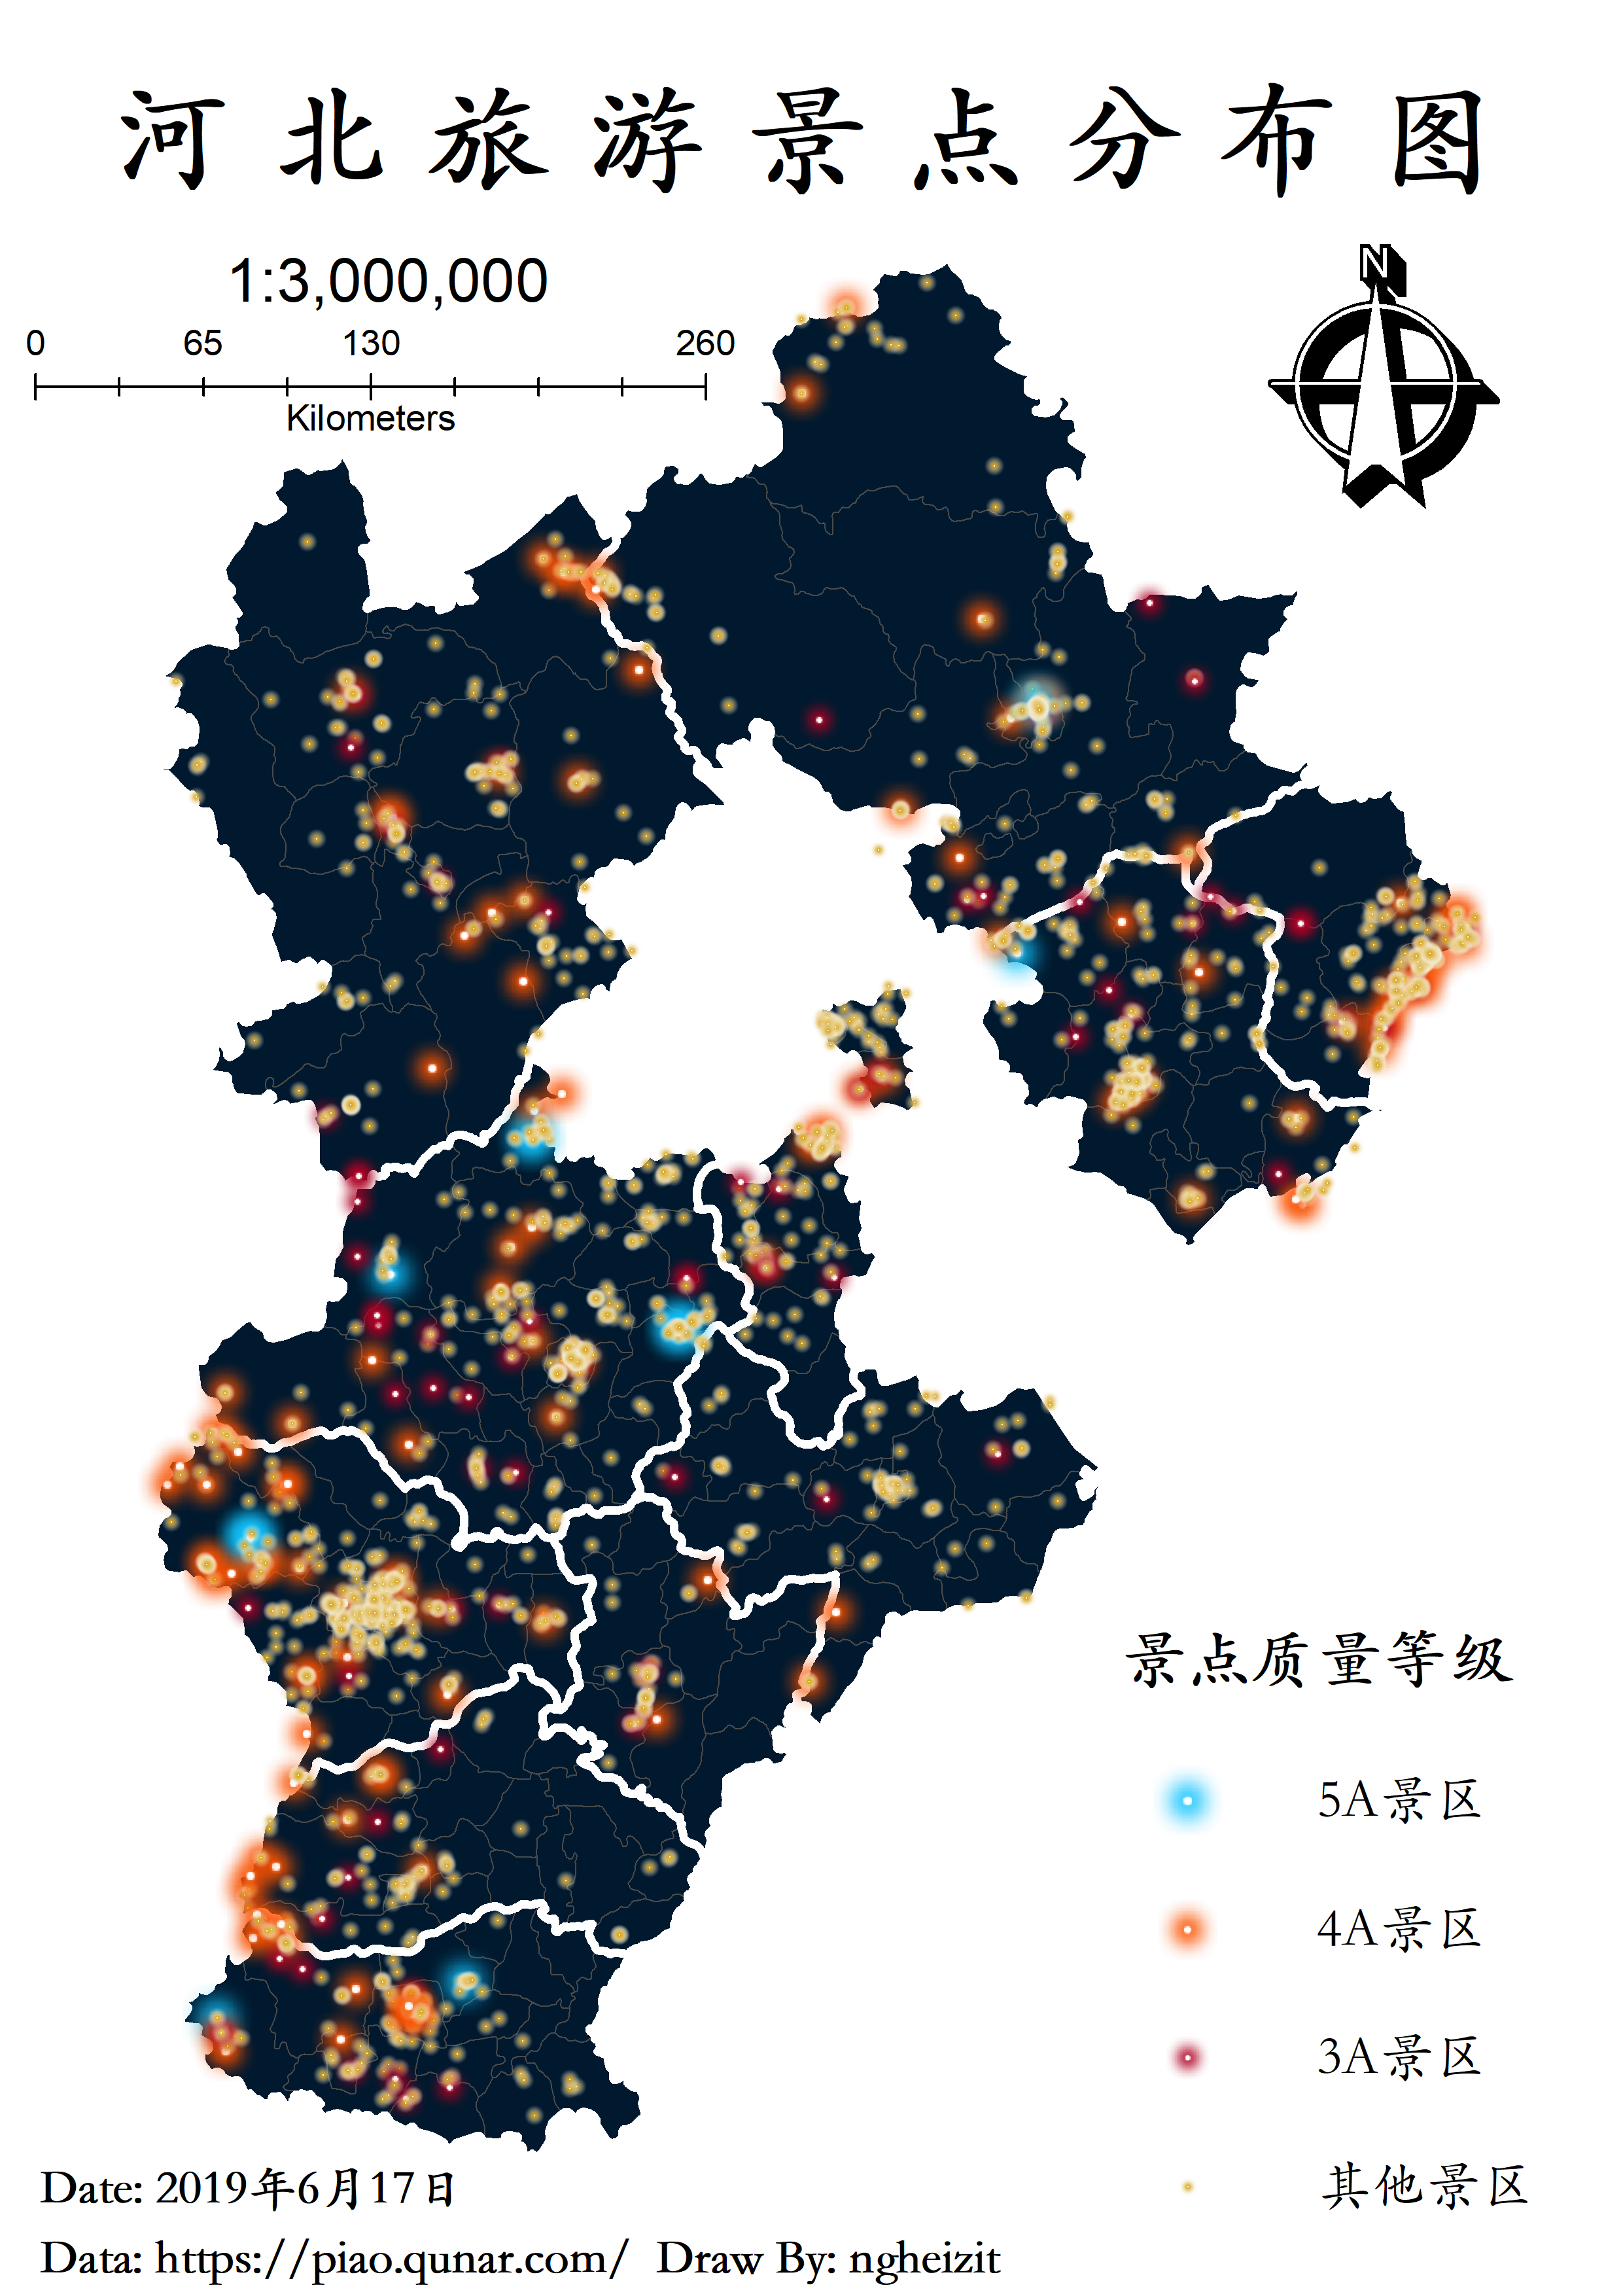 河北旅游景点分布图
1:3,000,000
0 65 130 260
Kilometers
N
景点质量等级
5A景区
4A景区
3A景区
其他景区
Date: 2019年6月17日
Data: https://piao.qunar.com/ Draw By: ngheizit